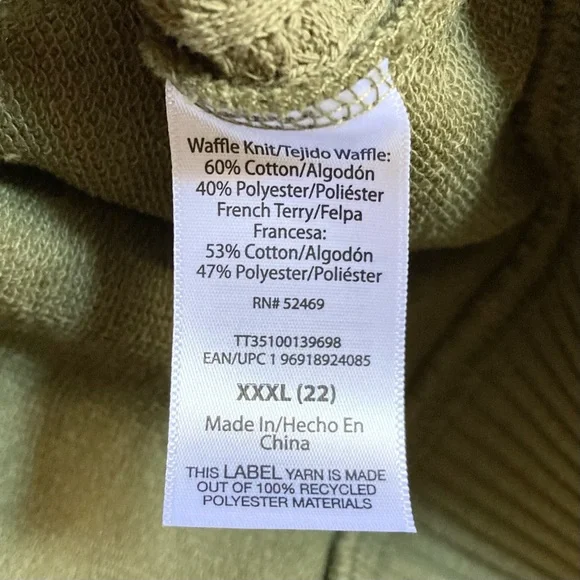 Waffle Knit/Tejido Waffle:
60% Cotton/Algodón
40% Polyester/Poliéster
French Terry/Felpa
Francesa:
53% Cotton/Algodón
47% Polyester/Poliéster
RN# 52469
TT35100139698
EAN/UPC 1 96918924085
XXXL (22)
Made In/Hecho En
China
THIS LABEL YARN IS MADE
OUT OF 100% RECYCLED
POLYESTER MATERIALS